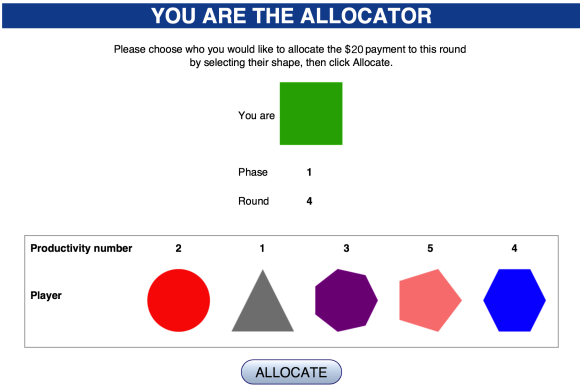 YOU ARE THE ALLOCATOR
Please choose who you would like to allocate the $20 payment to this round
by selecting their shape, then click Allocate.
You are
Phase 1
Round 4
Productivity number 2 1 3 5 4
Player
ALLOCATE